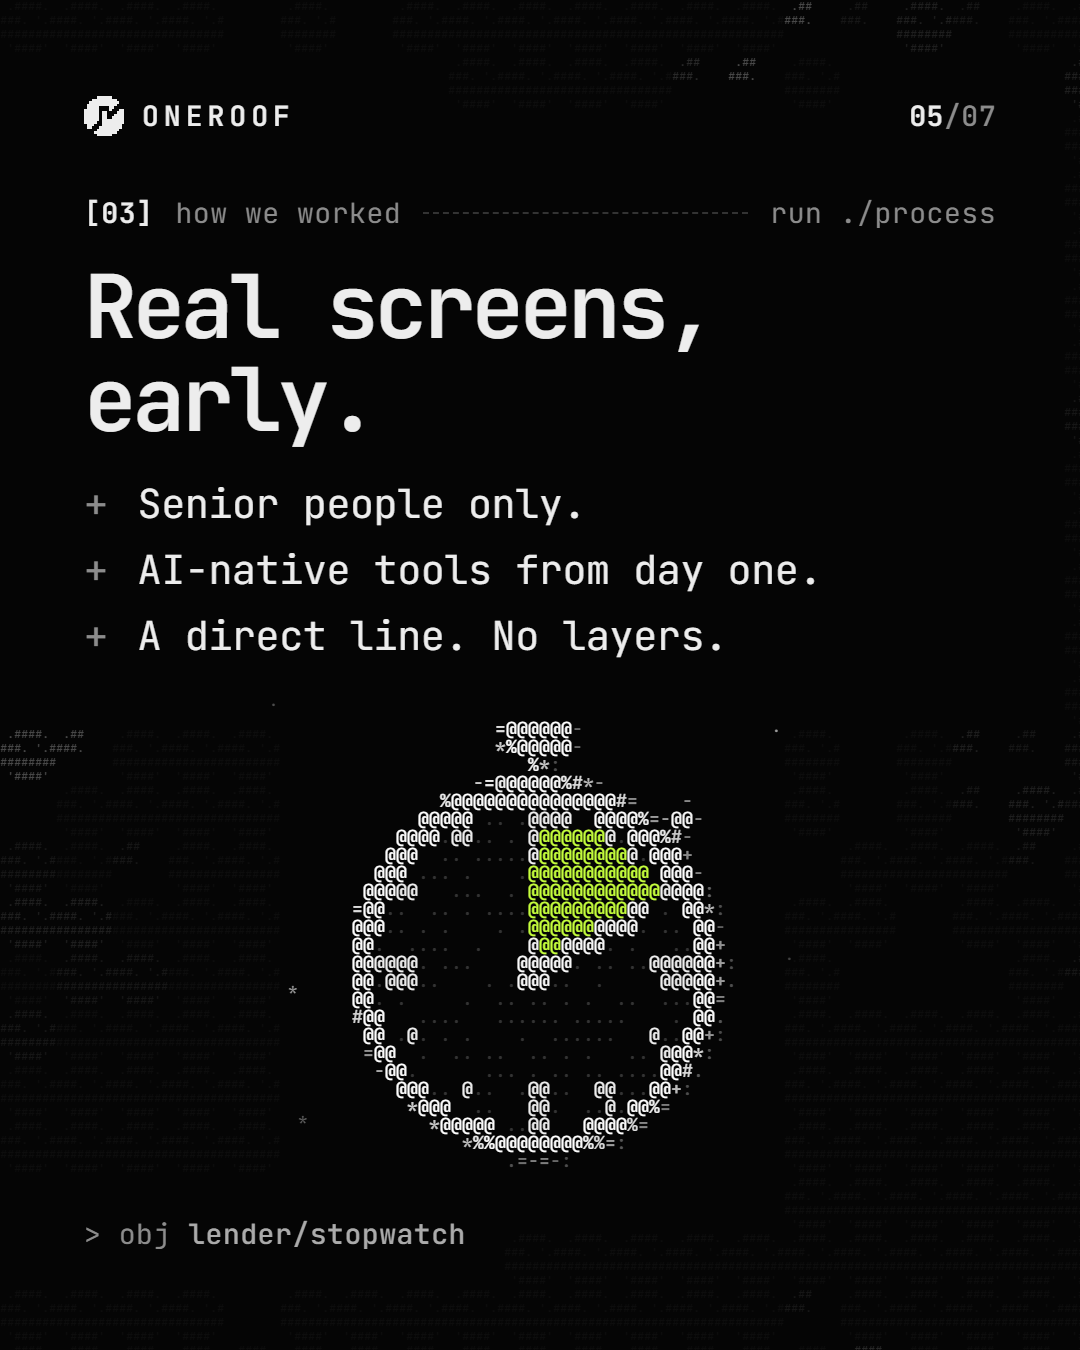 ONEROOF
05/07
[03] how we worked run ./process
Real screens,
early.
+ Senior people only.
+ AI-native tools from day one.
+ A direct line. No layers.
> obj lender/stopwatch